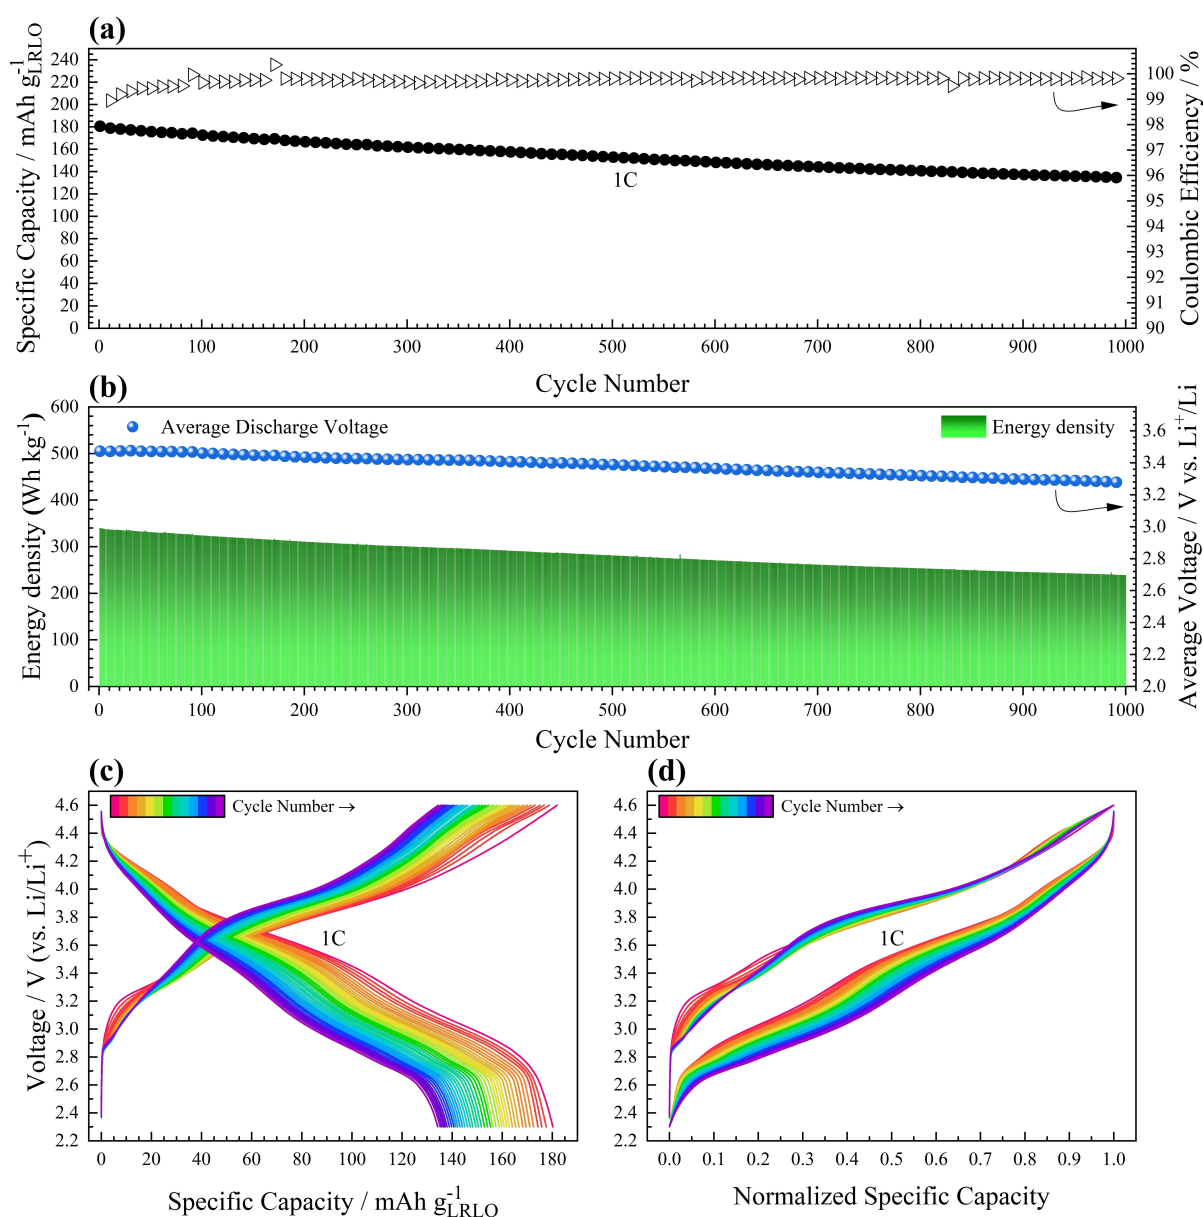 (a)
Specific Capacity / mAh g⁻¹LRLO
240
220
200
180
160
140
120
100
80
60
40
20
0
1C
100
99
98
97
96
95
94
93
92
91
90
Coulombic Efficiency / %
0 100 200 300 400 500 600 700 800 900 1000
Cycle Number
(b)
Energy density (Wh kg⁻¹)
600
500
400
300
200
100
0
Average Discharge Voltage
Energy density
3.6
3.4
3.2
3.0
2.8
2.6
2.4
2.2
2.0
Average Voltage / V vs. Li⁺/Li
0 100 200 300 400 500 600 700 800 900 1000
Cycle Number
(c)
Voltage / V (vs. Li/Li⁺)
4.6
4.4
4.2
4.0
3.8
3.6
3.4
3.2
3.0
2.8
2.6
2.4
2.2
Cycle Number →
1C
0 20 40 60 80 100 120 140 160 180
Specific Capacity / mAh g⁻¹LRLO
(d)
4.6
4.4
4.2
4.0
3.8
3.6
3.4
3.2
3.0
2.8
2.6
2.4
2.2
Cycle Number →
1C
0.0 0.1 0.2 0.3 0.4 0.5 0.6 0.7 0.8 0.9 1.0
Normalized Specific Capacity